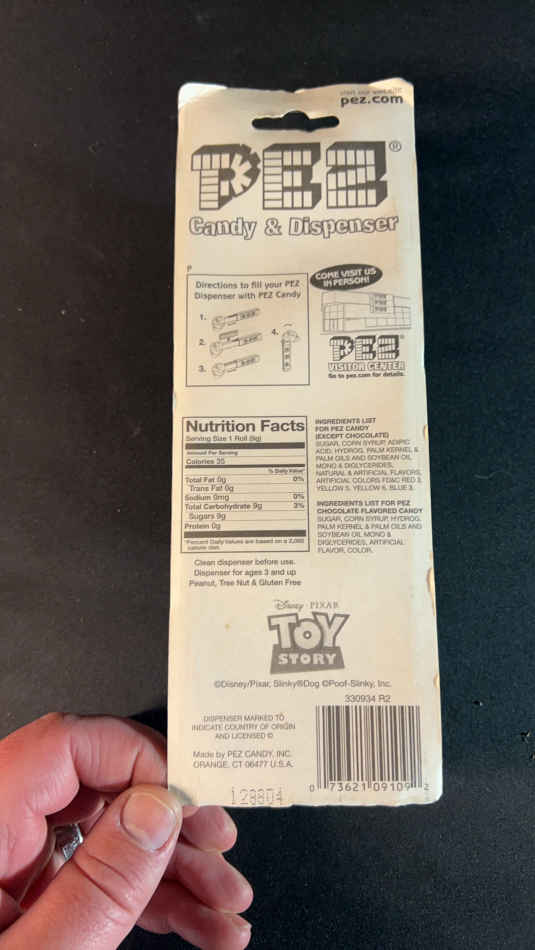 visit our website
pez.com
PEZ®
Candy & Dispenser
P
Directions to fill your PEZ
Dispenser with PEZ Candy
1.
2.
3.
4.
COME VISIT US
IN PERSON!
PEZ
VISITOR CENTER
Go to pez.com for details.
Nutrition Facts
Serving Size 1 Roll (9g)
Amount Per Serving
Calories 35
% Daily Value*
Total Fat 0g 0%
Trans Fat 0g
Sodium 0mg 0%
Total Carbohydrate 9g 3%
Sugars 9g
Protein 0g
*Percent Daily Values are based on a 2,000
calorie diet.
INGREDIENTS LIST
FOR PEZ CANDY
(EXCEPT CHOCOLATE)
SUGAR, CORN SYRUP, ADIPIC
ACID, HYDROG. PALM KERNEL &
PALM OILS AND SOYBEAN OIL,
MONO & DIGLYCERIDES,
NATURAL & ARTIFICIAL FLAVORS,
ARTIFICIAL COLORS FD&C RED 3,
YELLOW 5, YELLOW 6, BLUE 2.
INGREDIENTS LIST FOR PEZ
CHOCOLATE FLAVORED CANDY
SUGAR, CORN SYRUP, HYDROG.
PALM KERNEL & PALM OILS AND
SOYBEAN OIL MONO &
DIGLYCERIDES, ARTIFICIAL
FLAVOR, COLOR.
Clean dispenser before use.
Dispenser for ages 3 and up
Peanut, Tree Nut & Gluten Free
Disney · PIXAR
TOY
STORY
©Disney/Pixar, Slinky®Dog ©Poof-Slinky, Inc.
330934 R2
DISPENSER MARKED TO
INDICATE COUNTRY OF ORIGIN
AND LICENSED ©
Made by PEZ CANDY, INC.
ORANGE, CT 06477 U.S.A.
128804
0 73621 09109 2